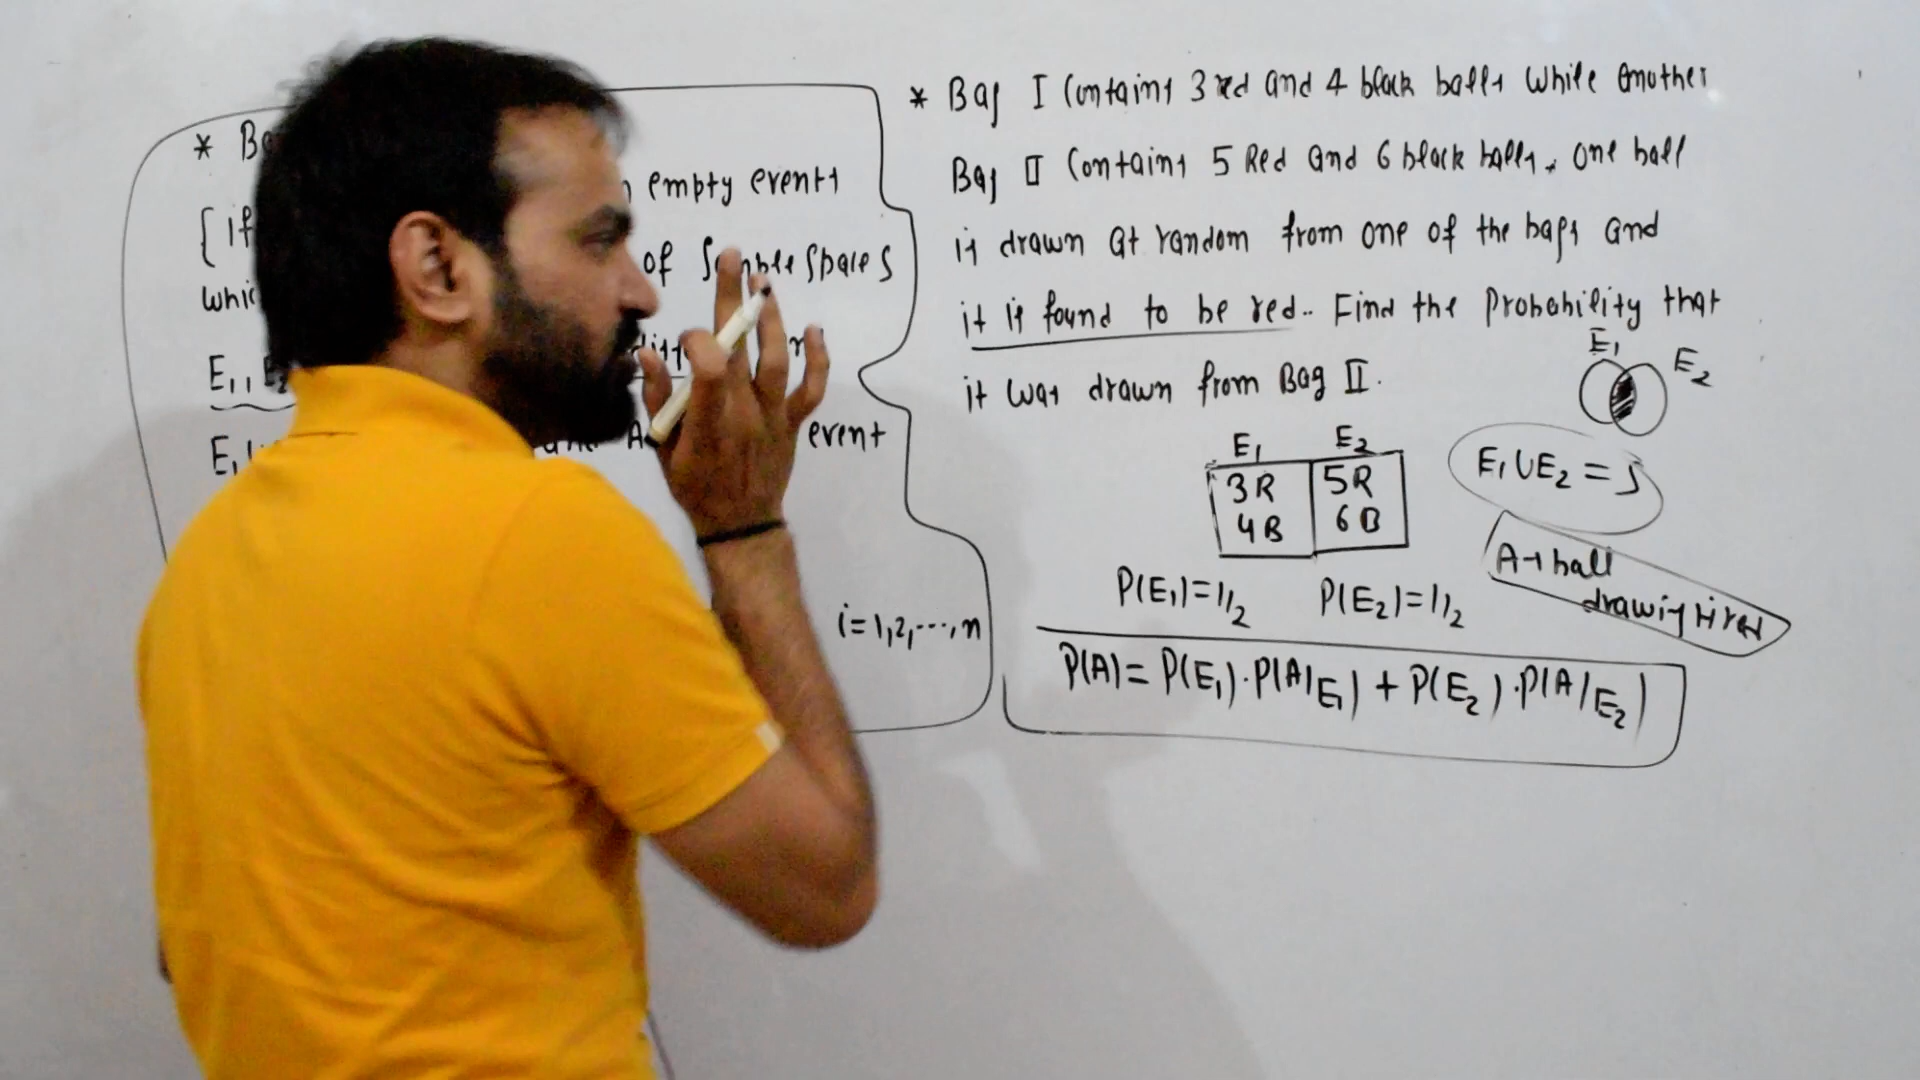 * B
empty events
{ if
of Sample Spaces
whic
E₁, E₂
E₁
A
event
i=1,2,...,n
* Bag I Contains 3 red and 4 black balls while another
Bag II Contains 5 Red and 6 black balls. One ball
is drawn at random from one of the bags and
it is found to be red.. Find the Probability that
it was drawn from Bag II.
E₁ E₂
E₁ E₂
3R 5R
4B 6B
E₁UE₂ = S
A→ball
drawing is red
P(E₁)=1/2 P(E₂)=1/2
P(A)= P(E₁).P(A/E₁) + P(E₂).P(A/E₂)